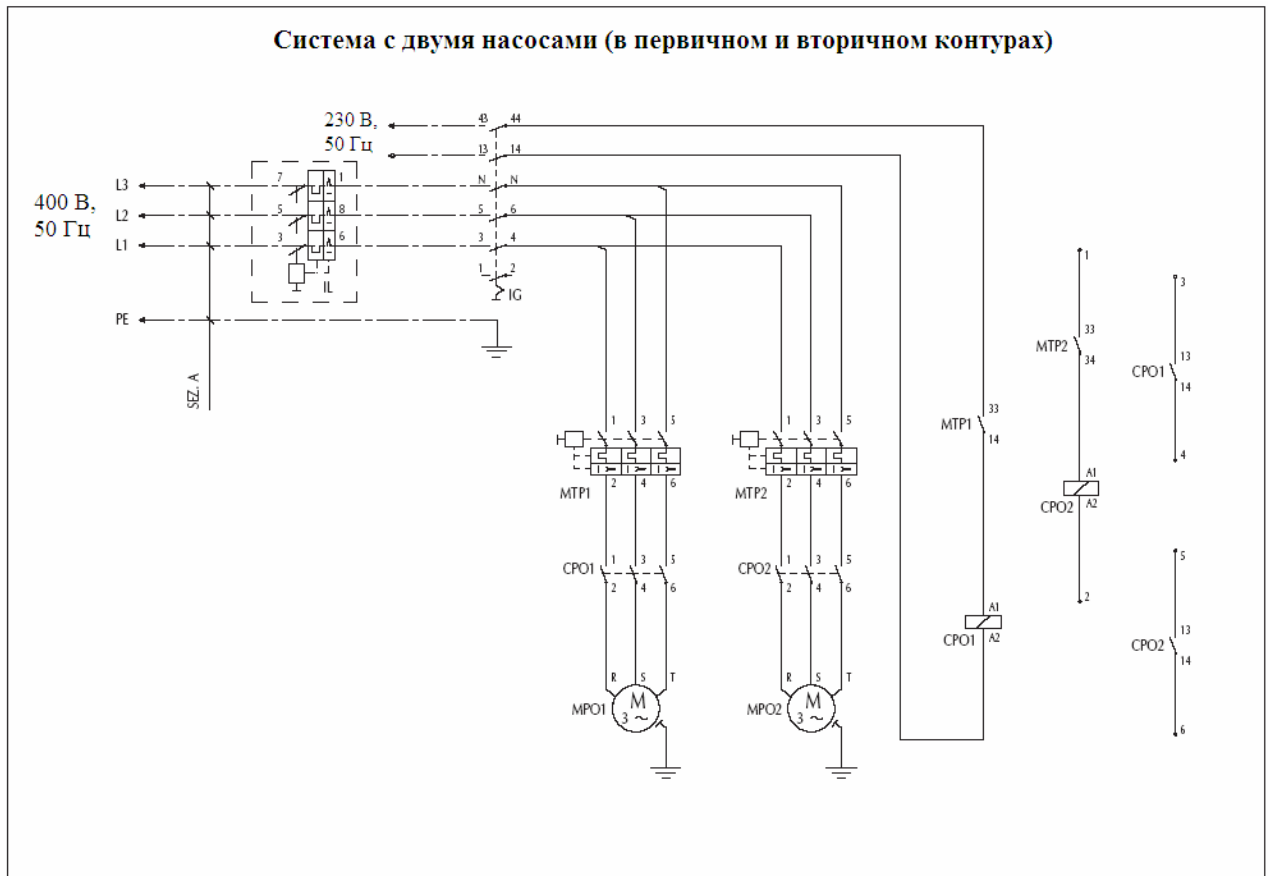 Система с двумя насосами (в первичном и вторичном контурах)
230 В,
50 Гц
43 44
13 14
400 В,
50 Гц
L3 7 1 N N
L2 5 8 5 6
L1 3 6 3 4
1 2
IL
IG
PE
SEZ. A
1 3 5
MTP1
2 4 6
1 3 5
CPO1
2 4 6
R S T
MPO1
M
3 ~
1 3 5
MTP2
2 4 6
1 3 5
CPO2
2 4 6
R S T
MPO2
M
3 ~
33
MTP1
14
A1
CPO1
A2
1
33
MTP2
34
A1
CPO2
A2
2
3
13
CPO1
14
4
5
13
CPO2
14
6